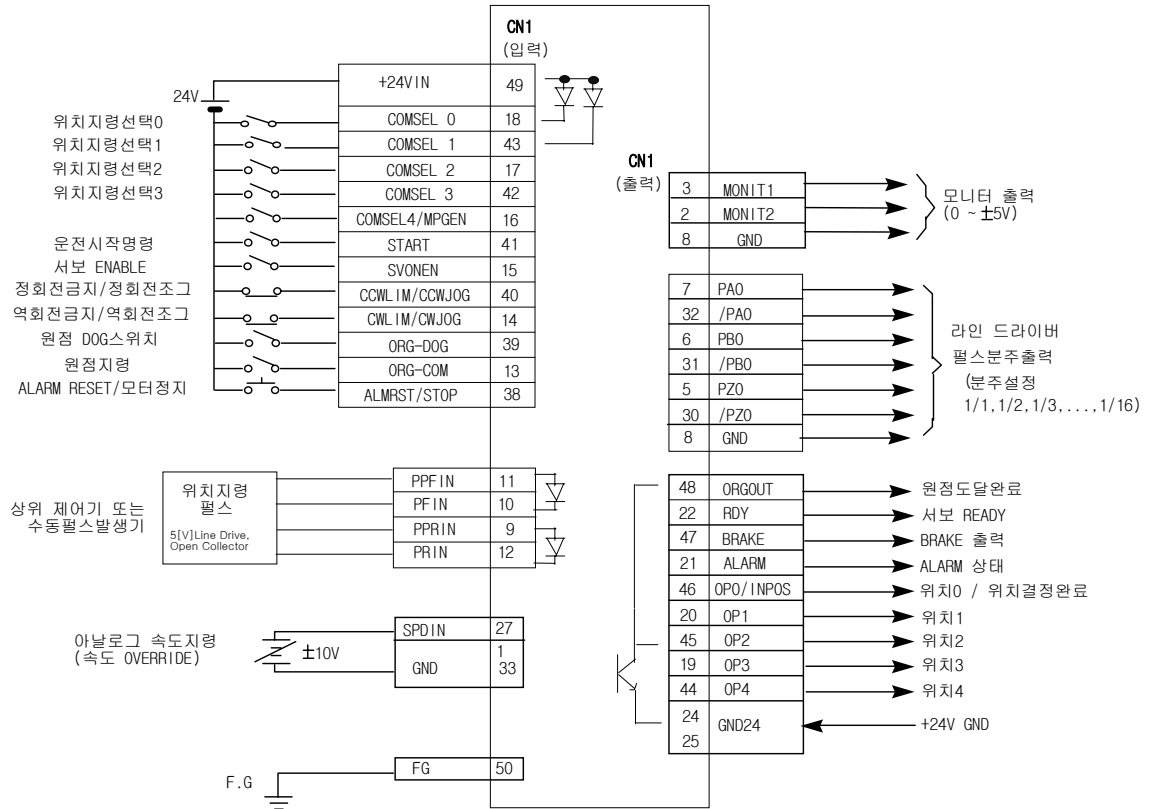 CN1
(입력)
+24VIN 49
24V
위치지령선택0 COMSEL 0 18
위치지령선택1 COMSEL 1 43
위치지령선택2 COMSEL 2 17
위치지령선택3 COMSEL 3 42
COMSEL4/MPGEN 16
운전시작명령 START 41
서보 ENABLE SVONEN 15
정회전금지/정회전조그 CCWLIM/CCWJOG 40
역회전금지/역회전조그 CWLIM/CWJOG 14
원점 DOG스위치 ORG-DOG 39
원점지령 ORG-COM 13
ALARM RESET/모터정지 ALMRST/STOP 38
상위 제어기 또는
수동펄스발생기
위치지령
펄스
5[V]Line Drive,
Open Collector
PPFIN 11
PFIN 10
PPRIN 9
PRIN 12
아날로그 속도지령
(속도 OVERRIDE)
±10V
SPDIN 27
1
GND 33
F.G
FG 50
CN1
(출력)
3 MONIT1
2 MONIT2
8 GND
모니터 출력
(0 ~ ±5V)
7 PAO
32 /PAO
6 PBO
31 /PBO
5 PZO
30 /PZO
8 GND
라인 드라이버
펄스분주출력
(분주설정
1/1,1/2,1/3,...,1/16)
48 ORGOUT 원점도달완료
22 RDY 서보 READY
47 BRAKE BRAKE 출력
21 ALARM ALARM 상태
46 OPO/INPOS 위치0 / 위치결정완료
20 OP1 위치1
45 OP2 위치2
19 OP3 위치3
44 OP4 위치4
24 GND24 +24V GND
25